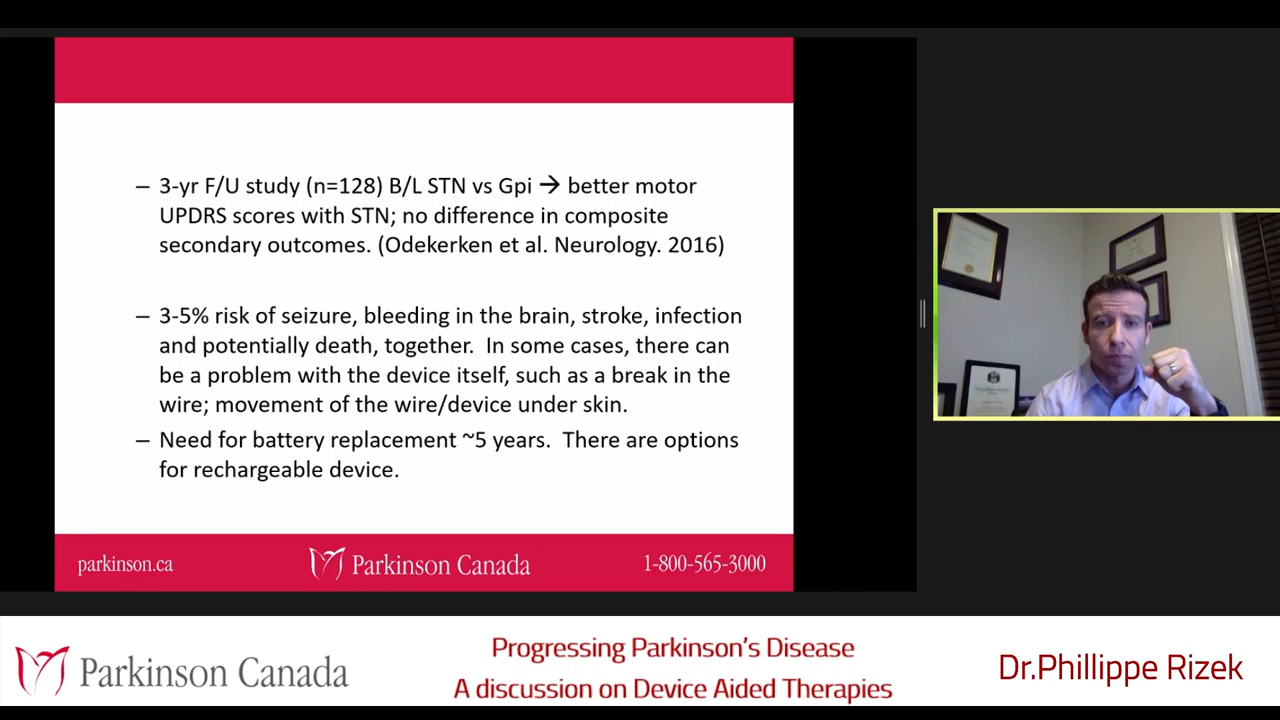 – 3-yr F/U study (n=128) B/L STN vs Gpi → better motor
UPDRS scores with STN; no difference in composite
secondary outcomes. (Odekerken et al. Neurology. 2016)
– 3-5% risk of seizure, bleeding in the brain, stroke, infection
and potentially death, together.  In some cases, there can
be a problem with the device itself, such as a break in the
wire; movement of the wire/device under skin.
– Need for battery replacement ~5 years.  There are options
for rechargeable device.
parkinson.ca
Parkinson Canada
1-800-565-3000
Parkinson Canada
Progressing Parkinson's Disease
A discussion on Device Aided Therapies
Dr.Phillippe Rizek